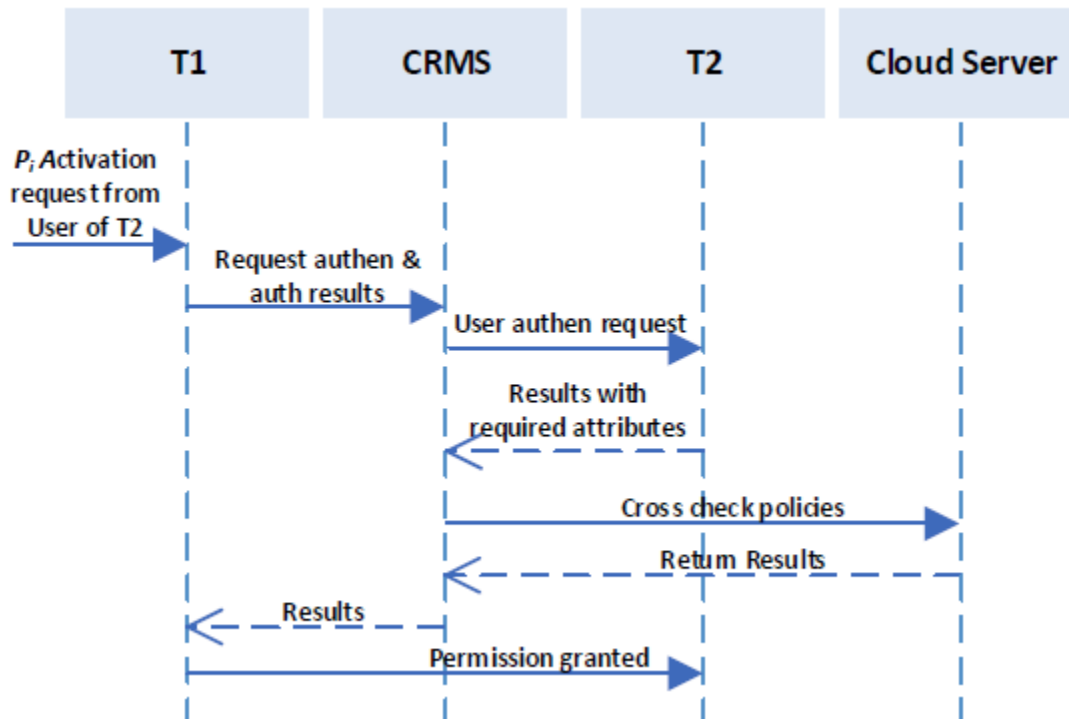 T1
CRMS
T2
Cloud Server
Pi Activation
request from
User of T2
Request authen &
auth results
User authen request
Results with
required attributes
Cross check policies
Return Results
Results
Permission granted